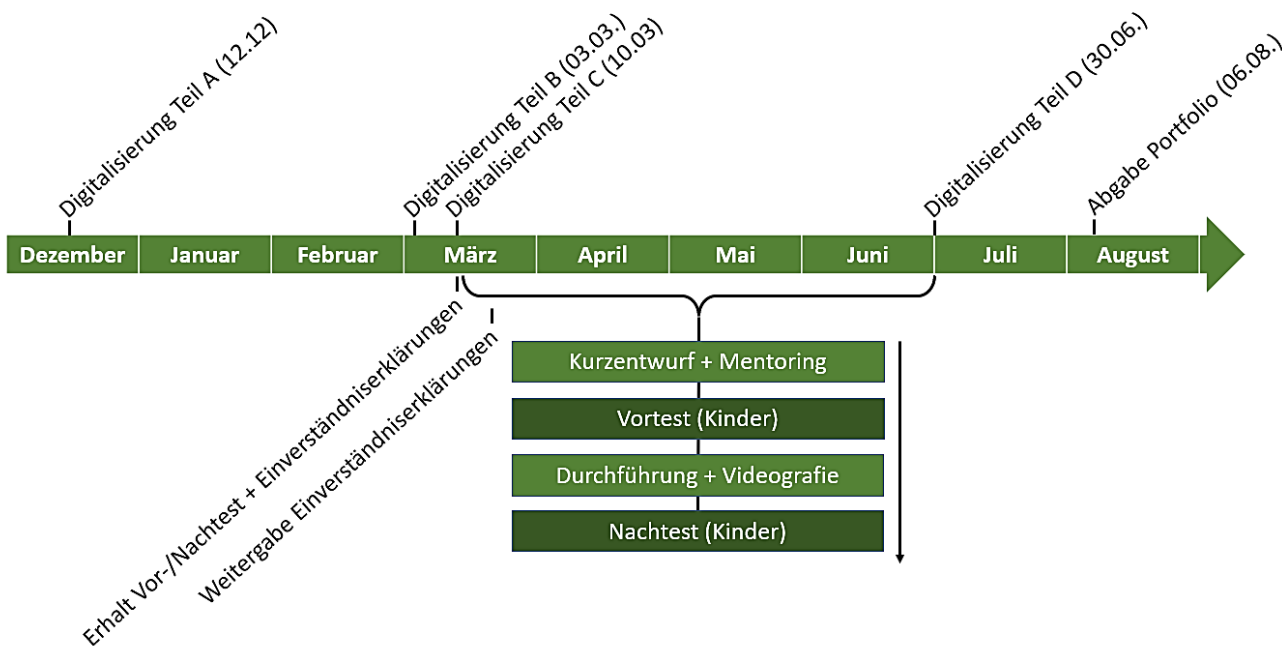 Digitalisierung Teil A (12.12)
Digitalisierung Teil B (03.03.)
Digitalisierung Teil C (10.03)
Digitalisierung Teil D (30.06.)
Abgabe Portfolio (06.08.)
Dezember
Januar
Februar
März
April
Mai
Juni
Juli
August
Erhalt Vor-/Nachtest + Einverständniserklärungen
Weitergabe Einverständniserklärungen
Kurzentwurf + Mentoring
Vortest (Kinder)
Durchführung + Videografie
Nachtest (Kinder)